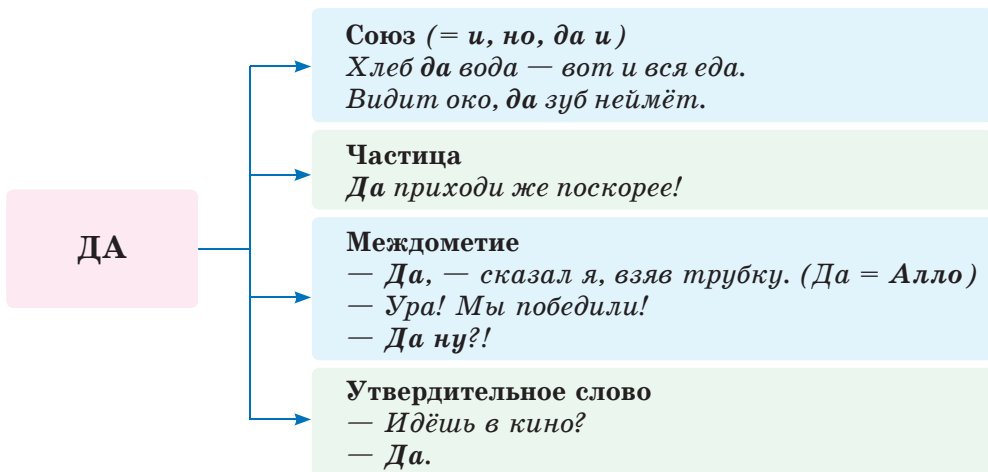 ДА
Союз (= и, но, да и)
Хлеб да вода — вот и вся еда.
Видит око, да зуб неймёт.
Частица
Да приходи же поскорее!
Междометие
— Да, — сказал я, взяв трубку. (Да = Алло)
— Ура! Мы победили!
— Да ну?!
Утвердительное слово
— Идёшь в кино?
— Да.